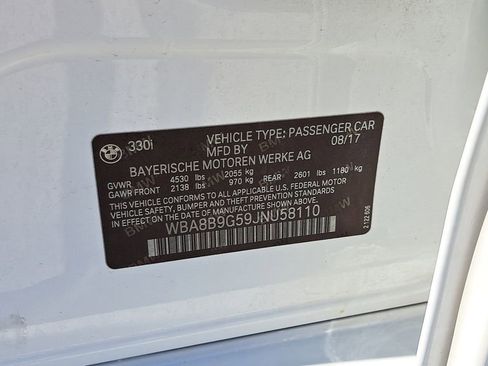 330i VEHICLE TYPE: PASSENGER CAR
MFD BY 08/17
BAYERISCHE MOTOREN WERKE AG
GVWR 4530 lbs 2055 kg
GAWR FRONT 2138 lbs 970 kg REAR 2601 lbs 1180 kg
THIS CAR CONFORMS TO ALL APPLICABLE U.S. FEDERAL MOTOR
VEHICLE SAFETY, BUMPER AND THEFT PREVENTION STANDARDS
IN EFFECT ON THE DATE OF MANUFACTURE SHOWN ABOVE.
WBA8B9G59JNU58110